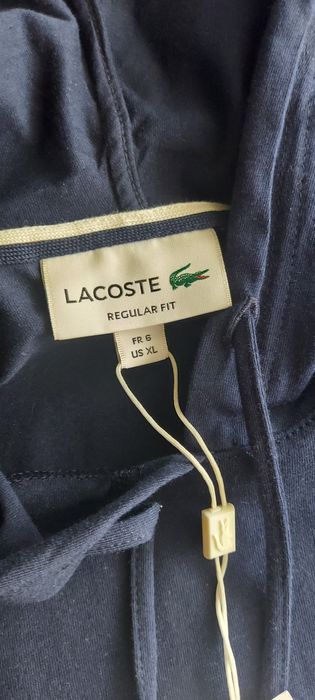 LACOSTE
REGULAR FIT
FR 6
US XL